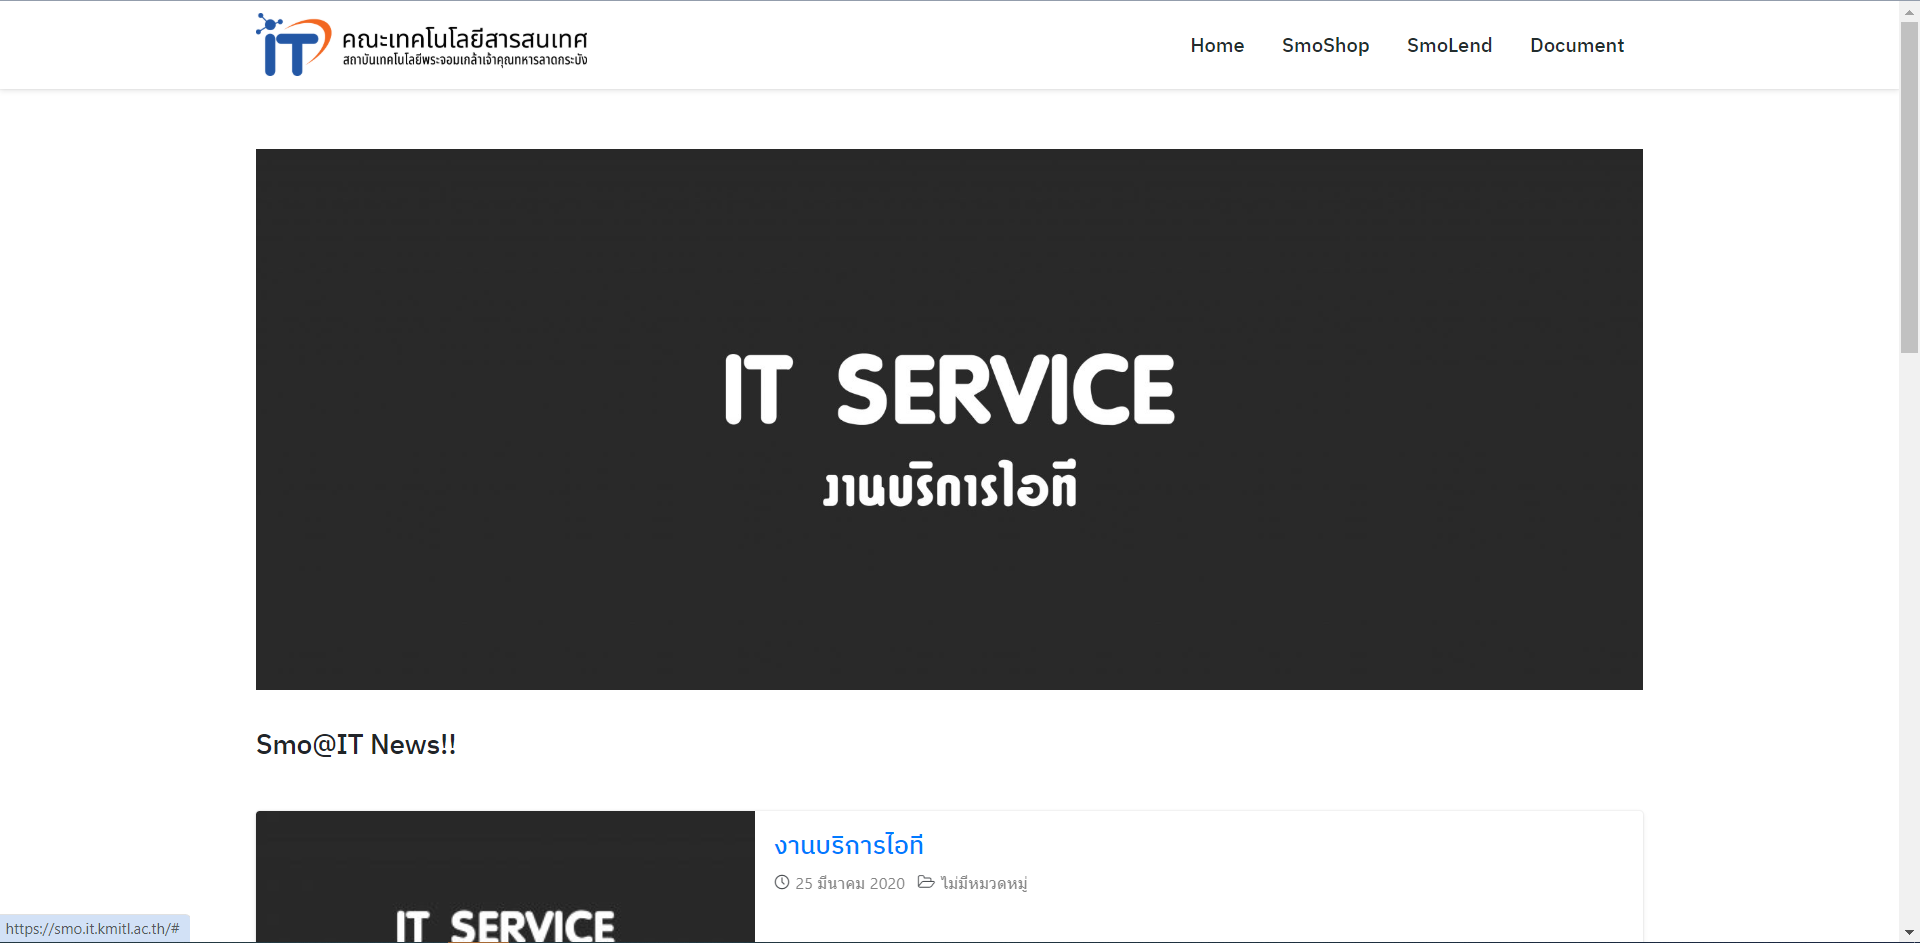 IT คณะเทคโนโลยีสารสนเทศ
สถาบันเทคโนโลยีพระจอมเกล้าเจ้าคุณทหารลาดกระบัง
Home SmoShop SmoLend Document
IT SERVICE
งานบริการไอที
Smo@IT News!!
งานบริการไอที
25 มีนาคม 2020 ไม่มีหมวดหมู่
IT SERVICE
https://smo.it.kmitl.ac.th/#